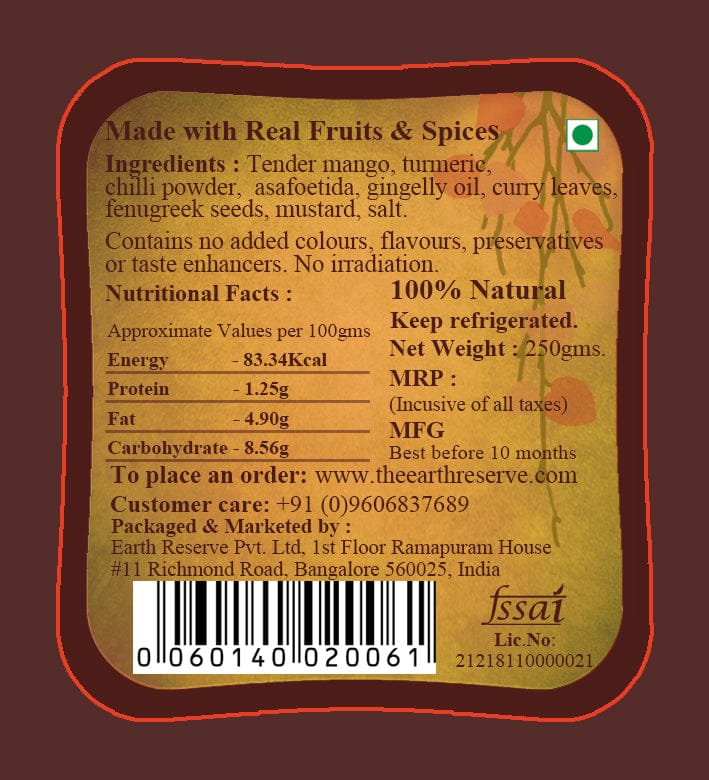 Made with Real Fruits & Spices
Ingredients : Tender mango, turmeric,
chilli powder, asafoetida, gingelly oil, curry leaves,
fenugreek seeds, mustard, salt.
Contains no added colours, flavours, preservatives
or taste enhancers. No irradiation.
Nutritional Facts :
Approximate Values per 100gms
Energy - 83.34Kcal
Protein - 1.25g
Fat - 4.90g
Carbohydrate - 8.56g
100% Natural
Keep refrigerated.
Net Weight : 250gms.
MRP :
(Incusive of all taxes)
MFG
Best before 10 months
To place an order: www.theearthreserve.com
Customer care: +91 (0)9606837689
Packaged & Marketed by :
Earth Reserve Pvt. Ltd, 1st Floor Ramapuram House
#11 Richmond Road, Bangalore 560025, India
0 060140 020061
fssai
Lic.No:
21218110000021